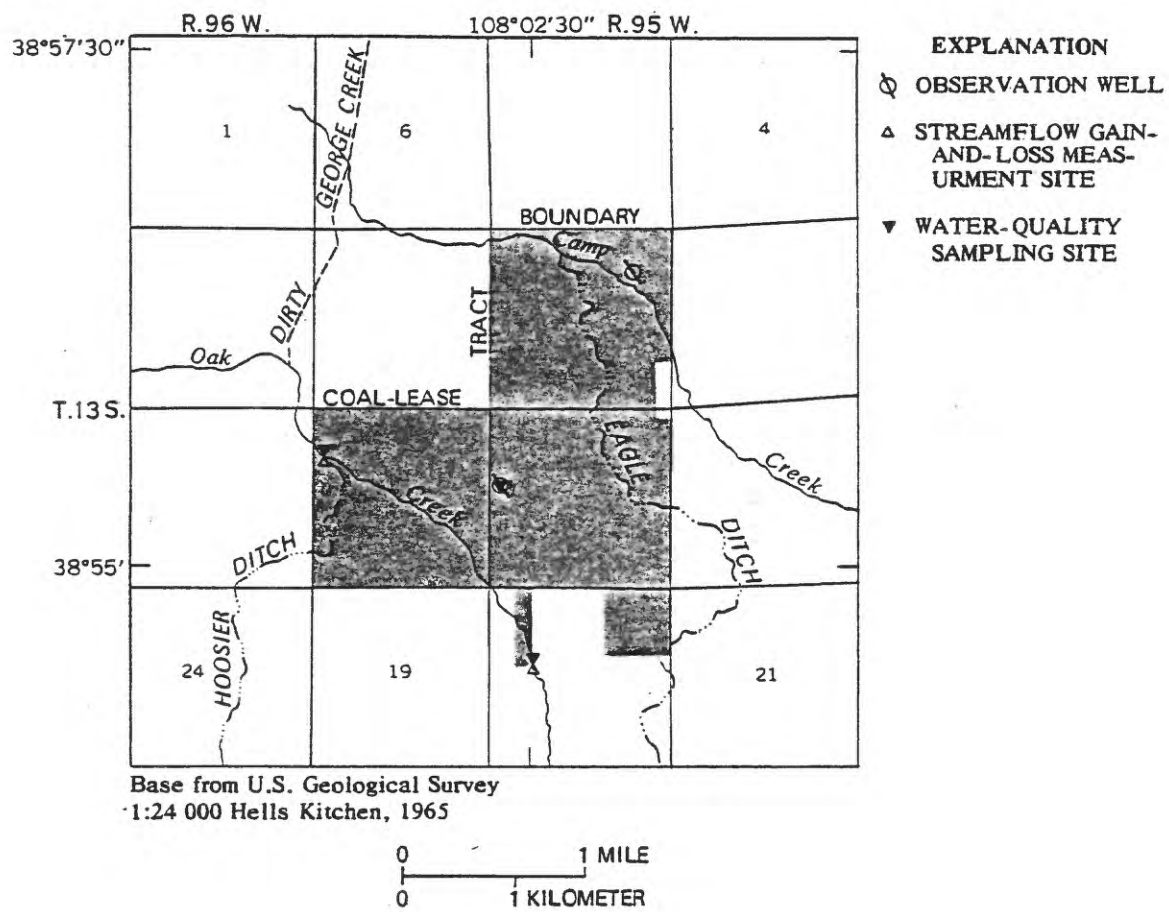 R.96 W.
108°02'30" R.95 W.
38°57'30"
1
6
4
GEORGE CREEK
DIRTY
BOUNDARY
Camp
TRACT
Oak
T.13 S.
COAL-LEASE
EAGLE
Creek
Creek
DITCH
DITCH
38°55'
HOOSIER
24
19
21
Base from U.S. Geological Survey
1:24 000 Hells Kitchen, 1965
0 1 MILE
0 1 KILOMETER
EXPLANATION
OBSERVATION WELL
STREAMFLOW GAIN-
AND-LOSS MEAS-
URMENT SITE
WATER-QUALITY
SAMPLING SITE